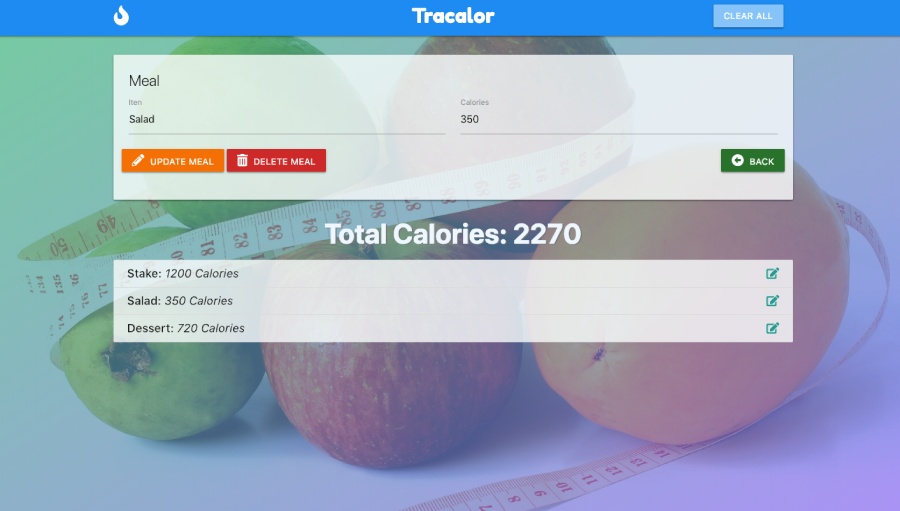 Tracalor
CLEAR ALL
Meal
Iten
Calories
Salad
350
UPDATE MEAL
DELETE MEAL
BACK
Total Calories: 2270
Stake: 1200 Calories
Salad: 350 Calories
Dessert: 720 Calories